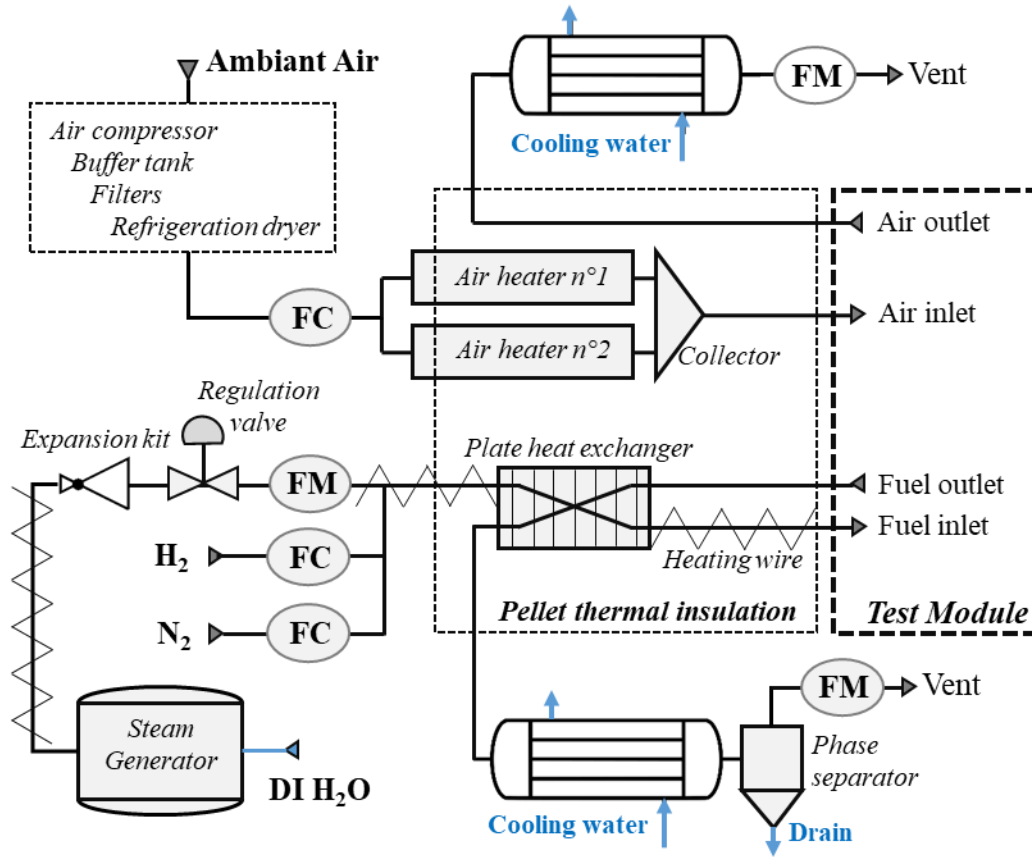 Ambiant Air
Air compressor
Buffer tank
Filters
Refrigeration dryer
Cooling water
FM
Vent
Air outlet
Air heater n°1
FC
Air inlet
Air heater n°2
Collector
Regulation
valve
Expansion kit
Plate heat exchanger
FM
Fuel outlet
Fuel inlet
H₂
FC
Heating wire
N₂
FC
Pellet thermal insulation
Test Module
Steam
Generator
DI H₂O
FM
Vent
Phase
separator
Cooling water
Drain